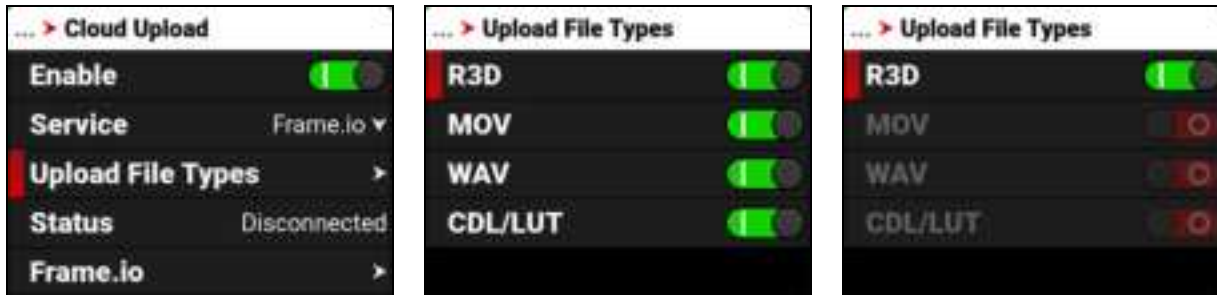 ... ➤ Cloud Upload
Enable
Service Frame.io ▼
Upload File Types ➤
Status Disconnected
Frame.io ➤
... ➤ Upload File Types
R3D
MOV
WAV
CDL/LUT
... ➤ Upload File Types
R3D
MOV
WAV
CDL/LUT